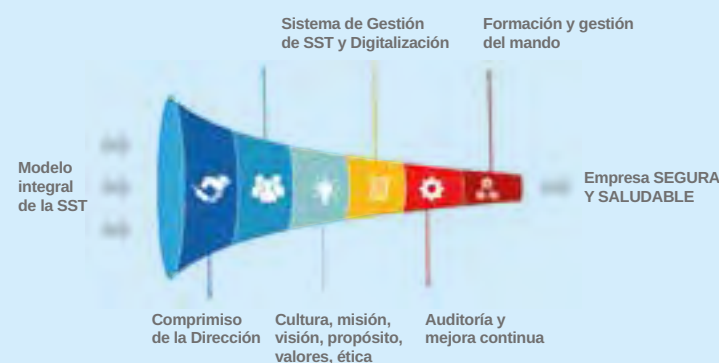 Sistema de Gestión
de SST y Digitalización
Formación y gestión
del mando
Modelo
integral
de la SST
Empresa SEGURA
Y SALUDABLE
Comprimiso
de la Dirección
Cultura, misión,
visión, propósito,
valores, ética
Auditoría y
mejora continua